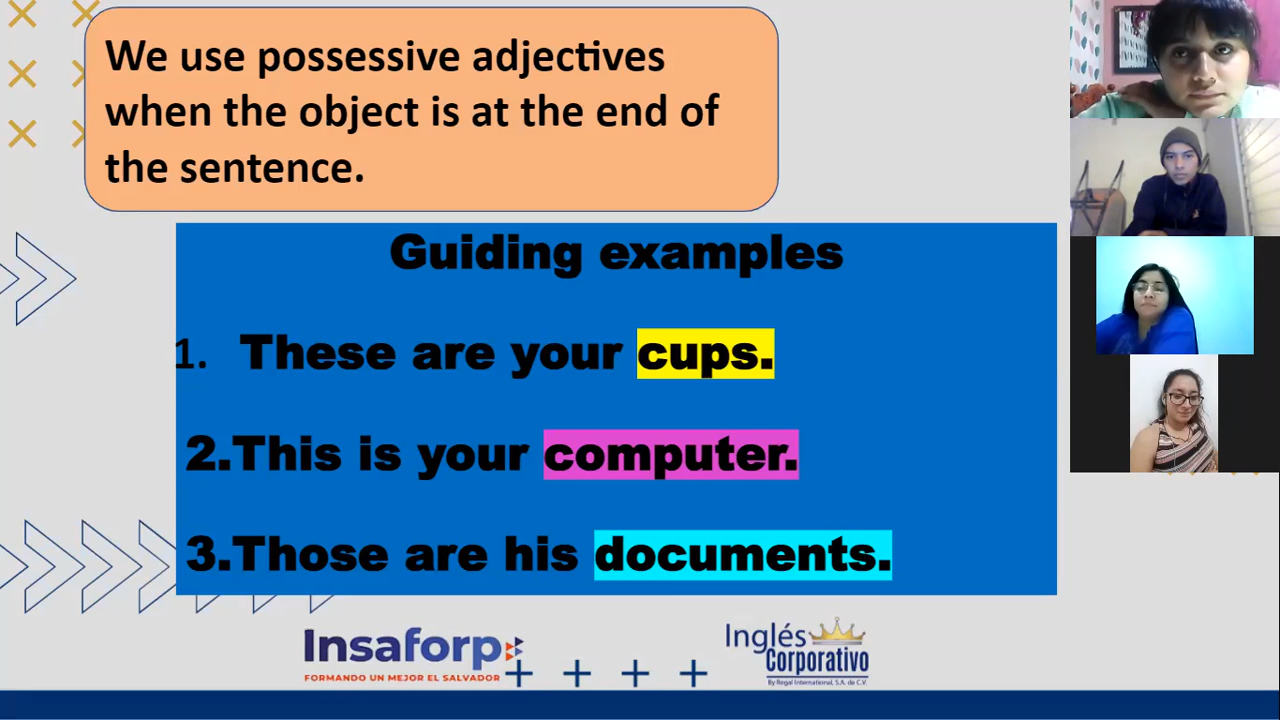 We use possessive adjectives
when the object is at the end of
the sentence.
Guiding examples
1. These are your cups.
2.This is your computer.
3.Those are his documents.
Insaforp
FORMANDO UN MEJOR EL SALVADOR
Inglés
Corporativo
By Regal International, S.A. de C.V.